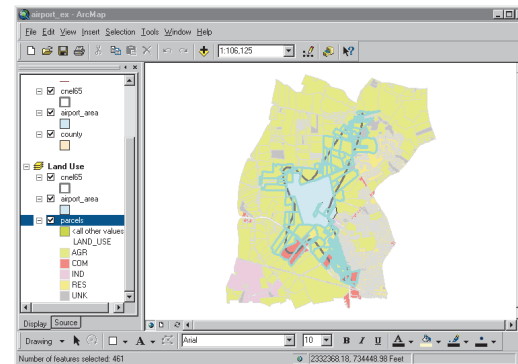 airport_ex - ArcMap
File Edit View Insert Selection Tools Window Help
1:106,125
cnel65
airport_area
county
Land Use
cnel65
airport_area
parcels
<all other values
LAND_USE
AGR
COM
IND
RES
UNK
Display Source
Drawing A Arial 10 B I U A
Number of features selected: 461 2332368.18, 734448.98 Feet